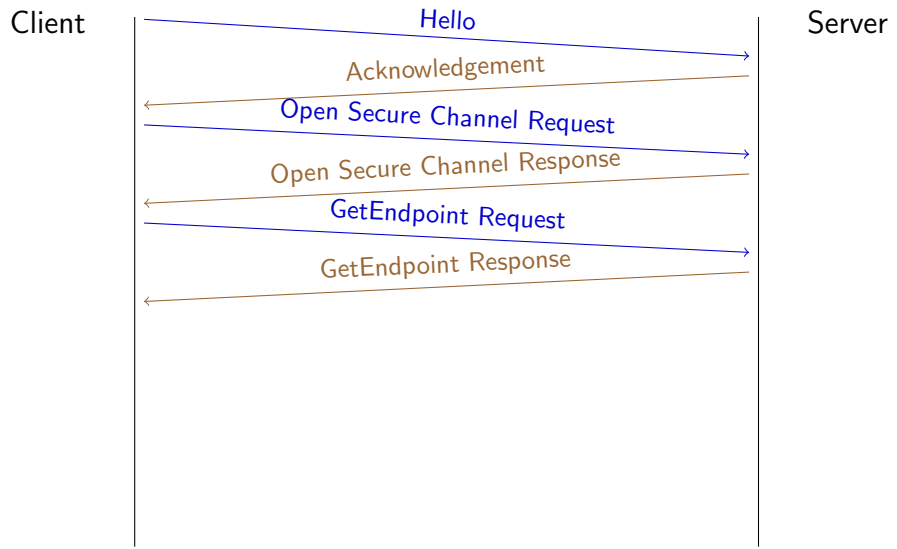 Client
Server
Hello
Acknowledgement
Open Secure Channel Request
Open Secure Channel Response
GetEndpoint Request
GetEndpoint Response